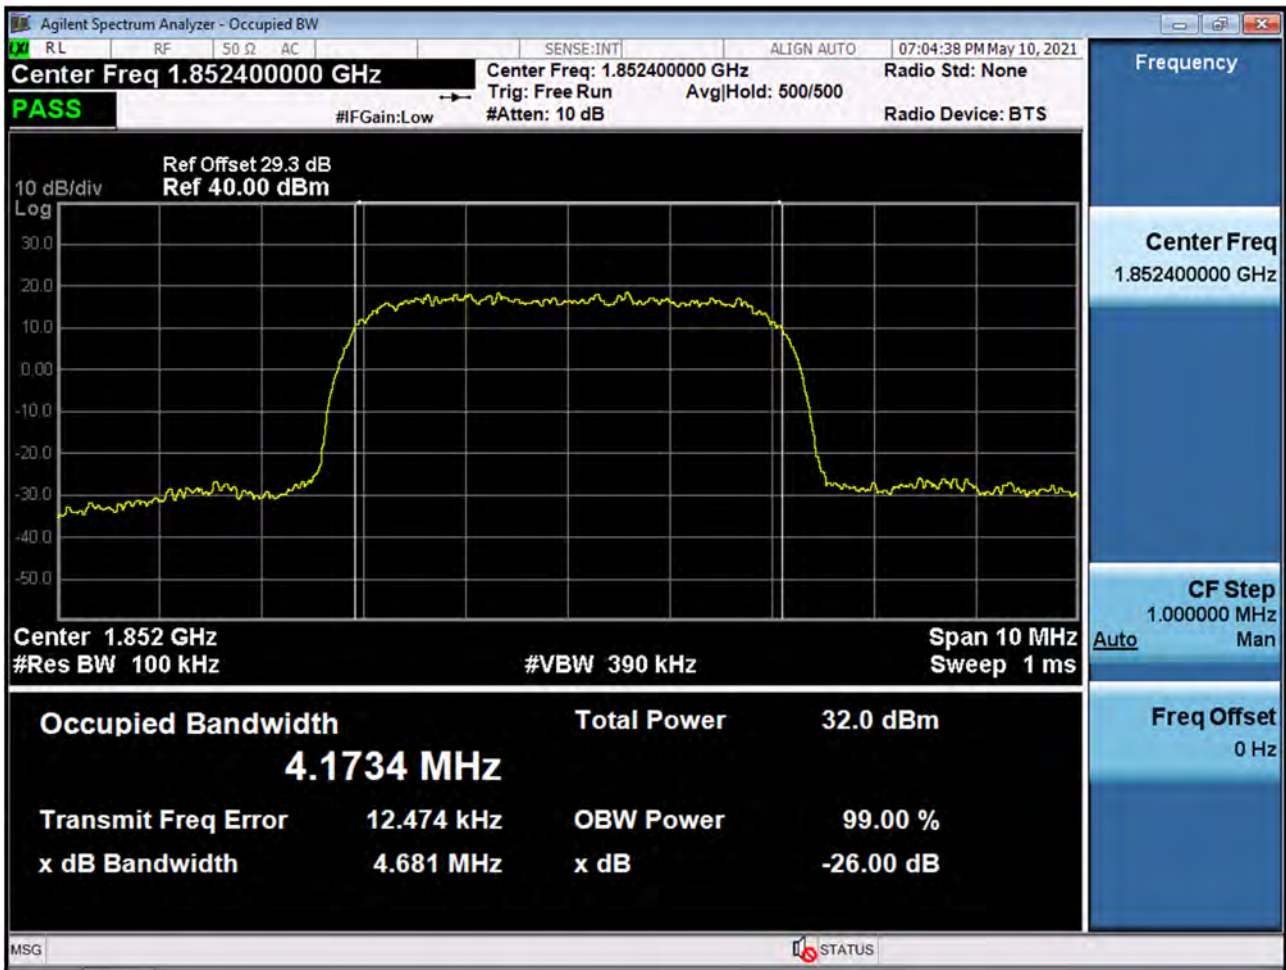 Agilent Spectrum Analyzer - Occupied BW
LXI RL RF 50 Ω AC SENSE:INT ALIGN AUTO 07:04:38 PM May 10, 2021
Center Freq 1.852400000 GHz
Center Freq: 1.852400000 GHz
Radio Std: None
Trig: Free Run Avg|Hold: 500/500
PASS
#IFGain:Low
#Atten: 10 dB
Radio Device: BTS
Ref Offset 29.3 dB
10 dB/div
Ref 40.00 dBm
Log
30.0
20.0
10.0
0.00
-10.0
-20.0
-30.0
-40.0
-50.0
Center 1.852 GHz
Span 10 MHz
#Res BW 100 kHz
#VBW 390 kHz
Sweep 1 ms
Occupied Bandwidth
Total Power 32.0 dBm
4.1734 MHz
Transmit Freq Error 12.474 kHz
OBW Power 99.00 %
x dB Bandwidth 4.681 MHz
x dB -26.00 dB
MSG
STATUS
Frequency
Center Freq
1.852400000 GHz
CF Step
1.000000 MHz
Auto Man
Freq Offset
0 Hz